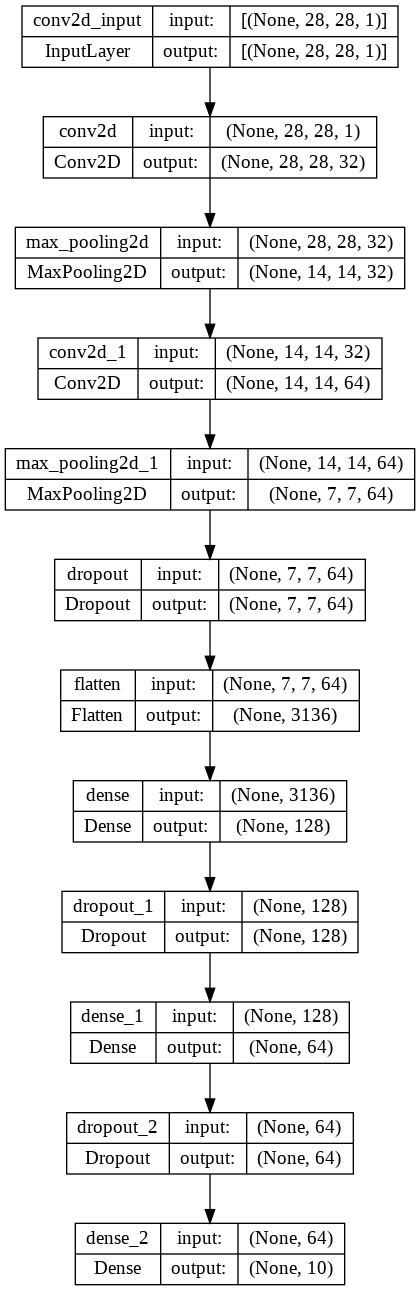 conv2d_input input: [(None, 28, 28, 1)]
InputLayer output: [(None, 28, 28, 1)]
conv2d input: (None, 28, 28, 1)
Conv2D output: (None, 28, 28, 32)
max_pooling2d input: (None, 28, 28, 32)
MaxPooling2D output: (None, 14, 14, 32)
conv2d_1 input: (None, 14, 14, 32)
Conv2D output: (None, 14, 14, 64)
max_pooling2d_1 input: (None, 14, 14, 64)
MaxPooling2D output: (None, 7, 7, 64)
dropout input: (None, 7, 7, 64)
Dropout output: (None, 7, 7, 64)
flatten input: (None, 7, 7, 64)
Flatten output: (None, 3136)
dense input: (None, 3136)
Dense output: (None, 128)
dropout_1 input: (None, 128)
Dropout output: (None, 128)
dense_1 input: (None, 128)
Dense output: (None, 64)
dropout_2 input: (None, 64)
Dropout output: (None, 64)
dense_2 input: (None, 64)
Dense output: (None, 10)